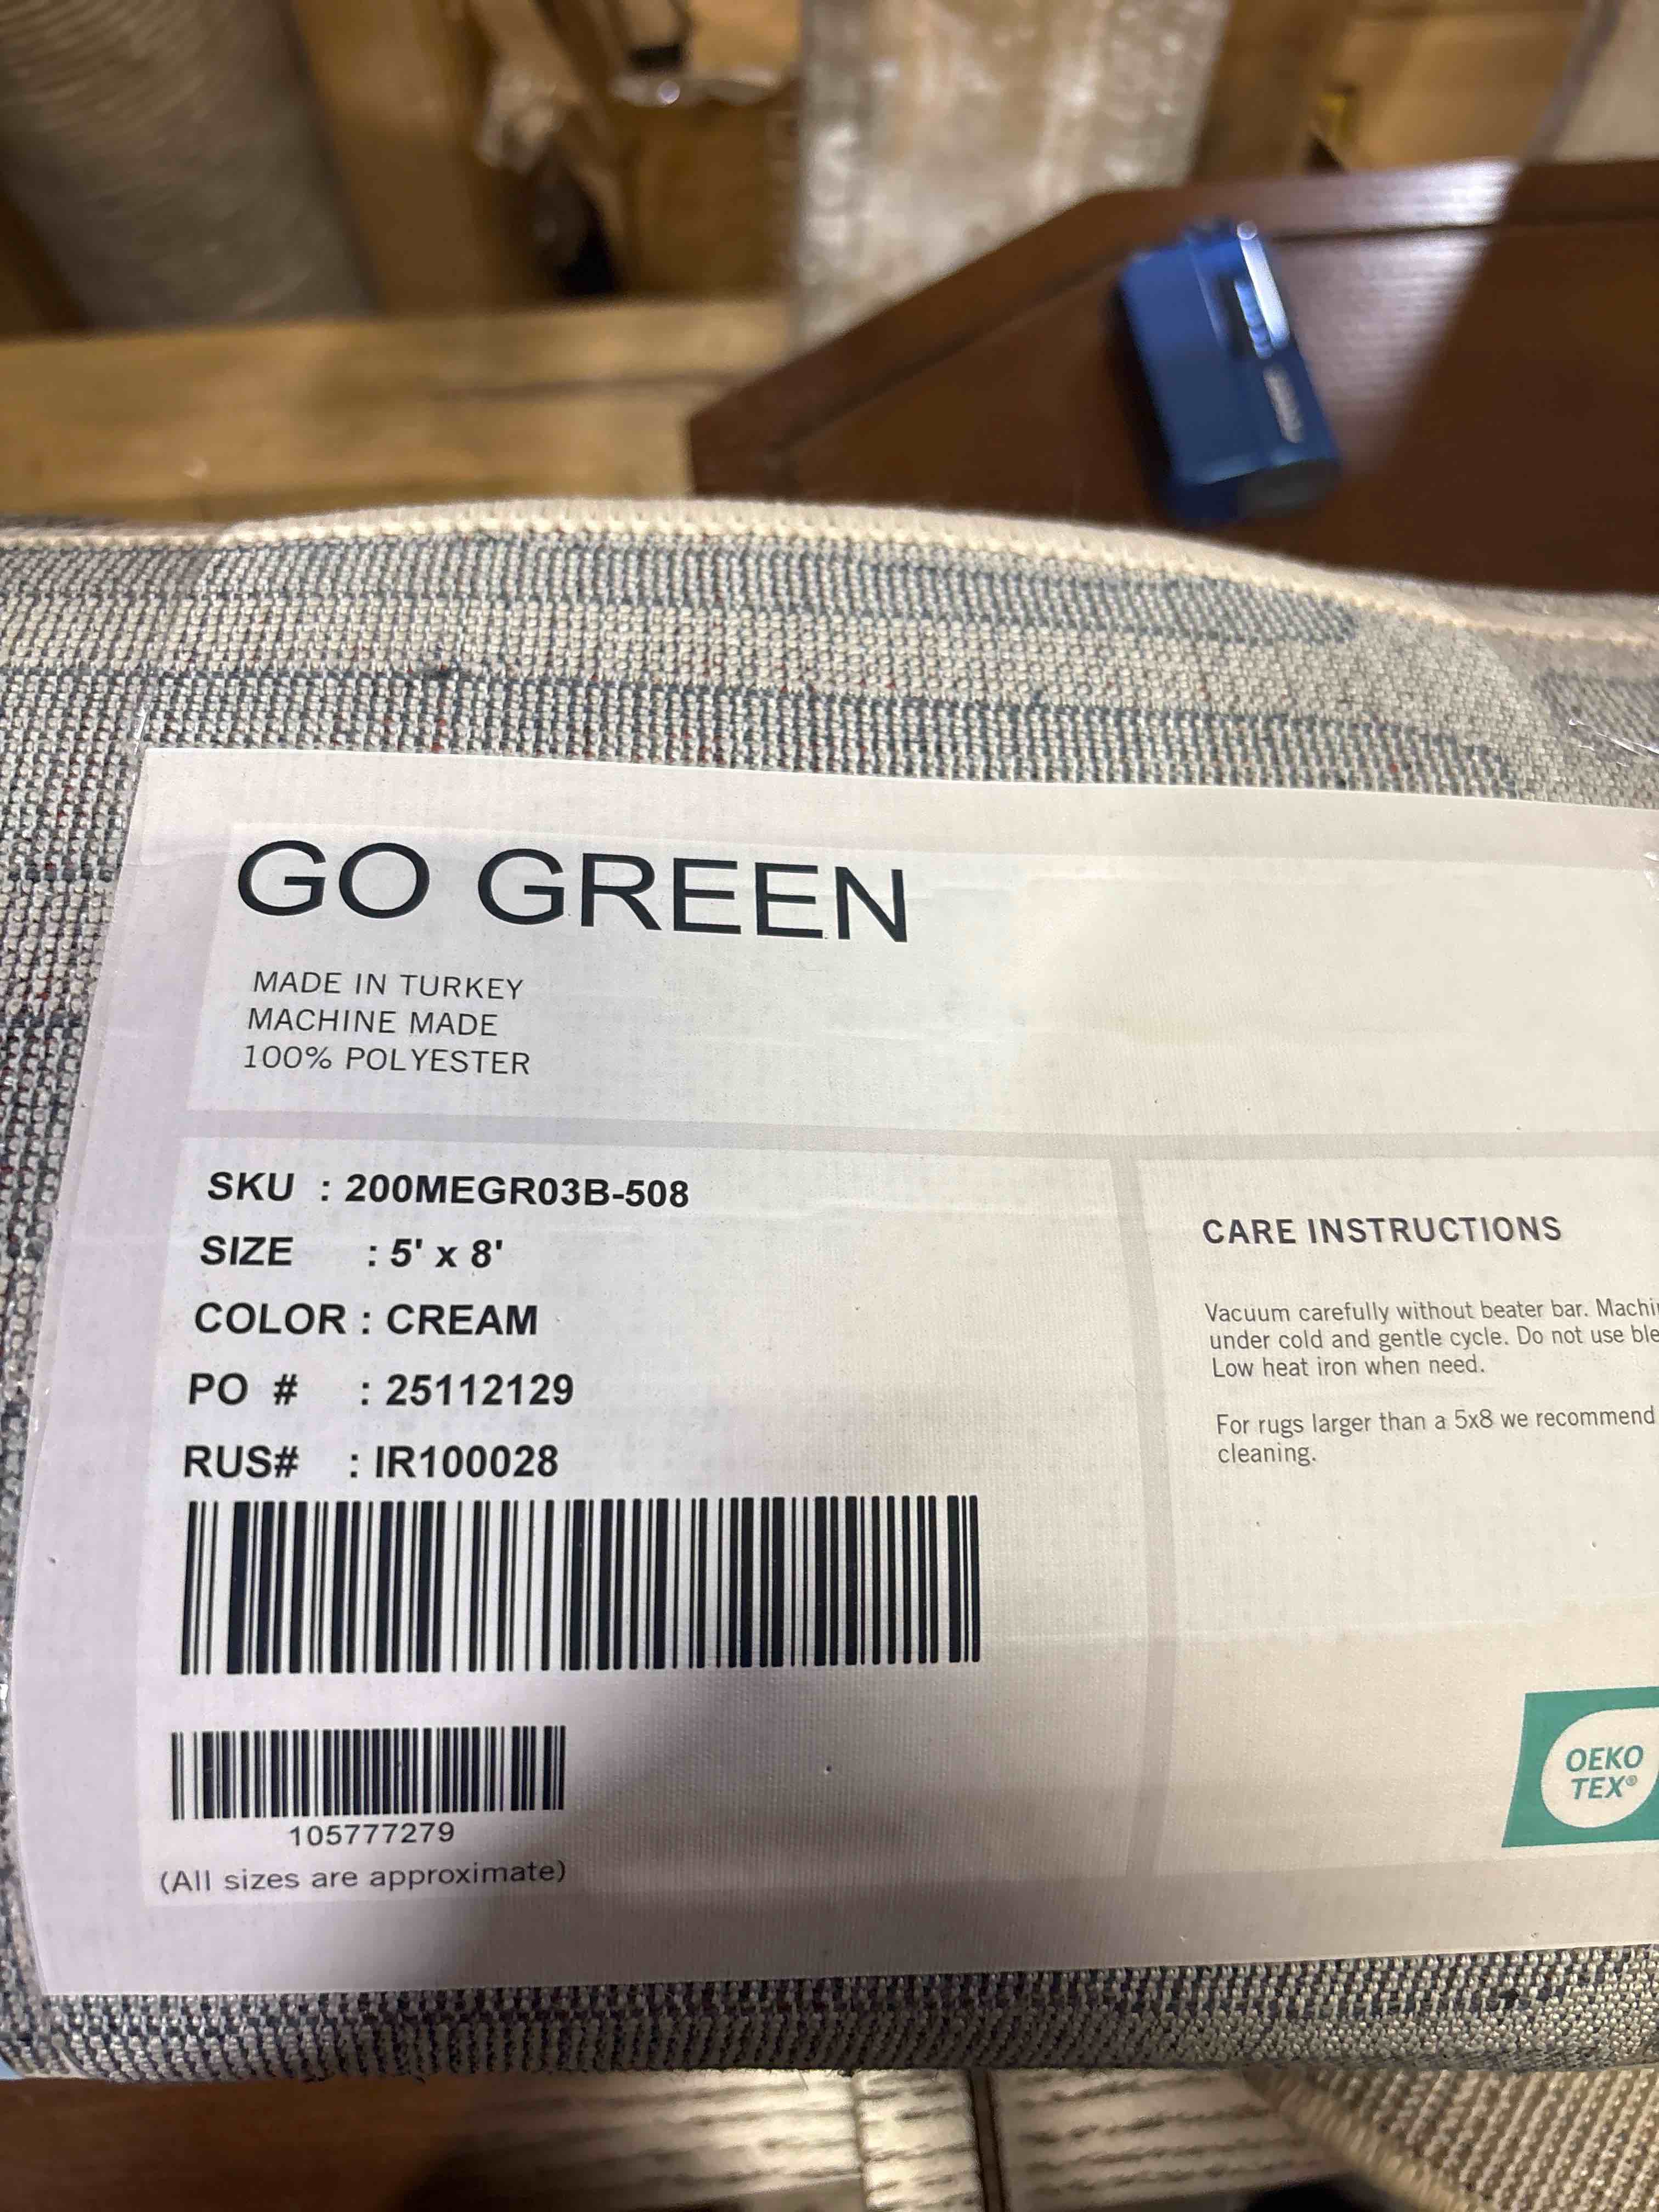 GO GREEN
MADE IN TURKEY
MACHINE MADE
100% POLYESTER
SKU : 200MEGR03B-508
SIZE : 5' x 8'
COLOR : CREAM
PO # : 25112129
RUS# : IR100028
105777279
(All sizes are approximate)
CARE INSTRUCTIONS
Vacuum carefully without beater bar.
under cold and gentle cycle. Do not use
Low heat iron when need.
For rugs larger than a 5x8 we recommend
cleaning.
OEKO
TEX®